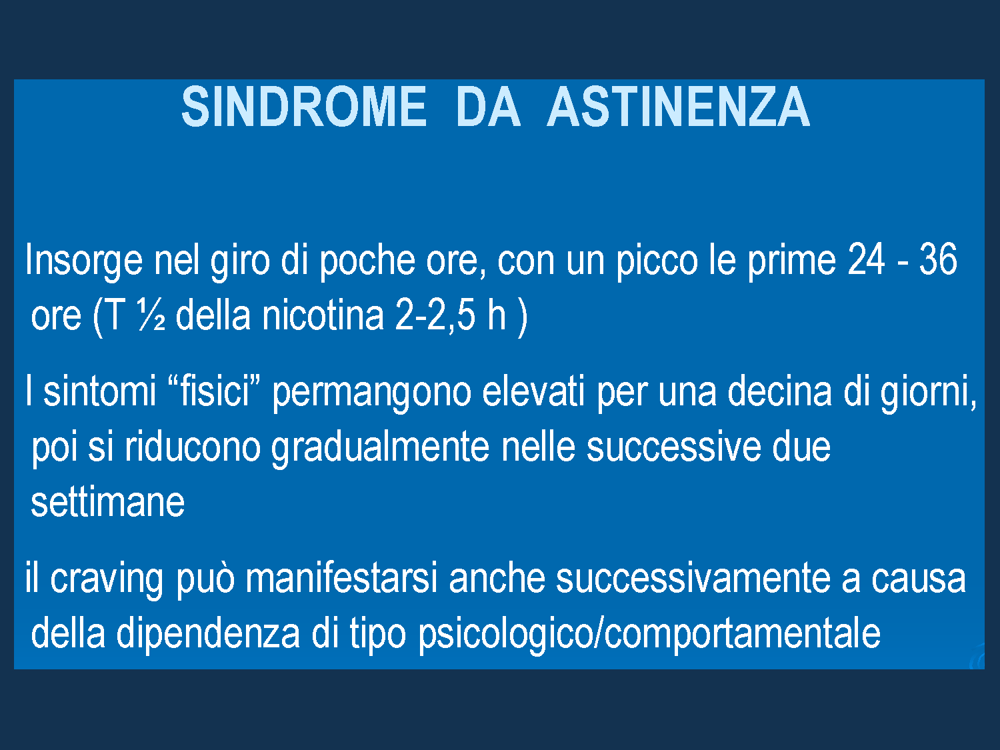 SINDROME DA ASTINENZA
Insorge nel giro di poche ore, con un picco le prime 24 - 36
ore (T ½ della nicotina 2-2,5 h )
I sintomi “fisici” permangono elevati per una decina di giorni,
poi si riducono gradualmente nelle successive due
settimane
il craving può manifestarsi anche successivamente a causa
della dipendenza di tipo psicologico/comportamentale